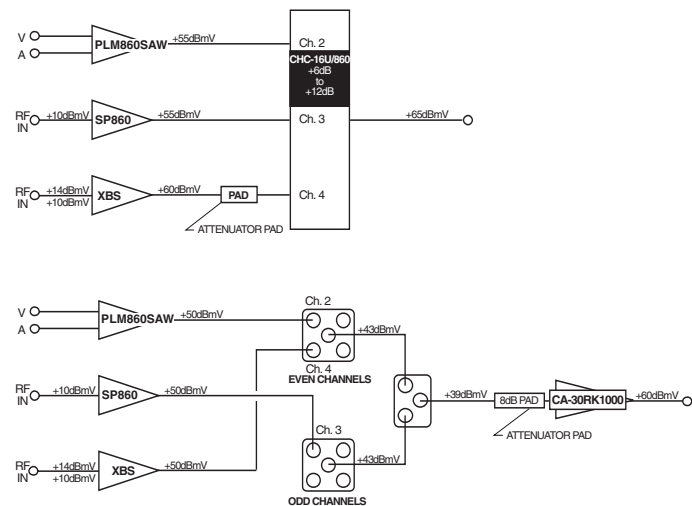 V
A
PLM860SAW
+55dBmV
Ch. 2
CHC-16U/860
+6dB
to
+12dB
RF
IN
+10dBmV
SP860
+55dBmV
Ch. 3
+65dBmV
RF
IN
+14dBmV
+10dBmV
XBS
+60dBmV
PAD
Ch. 4
ATTENUATOR PAD
V
A
PLM860SAW
+50dBmV
Ch. 2
+43dBmV
Ch. 4
EVEN CHANNELS
RF
IN
+10dBmV
SP860
+50dBmV
+39dBmV
8dB PAD
CA-30RK1000
+60dBmV
Ch. 3
ATTENUATOR PAD
RF
IN
+14dBmV
+10dBmV
XBS
+50dBmV
+43dBmV
ODD CHANNELS